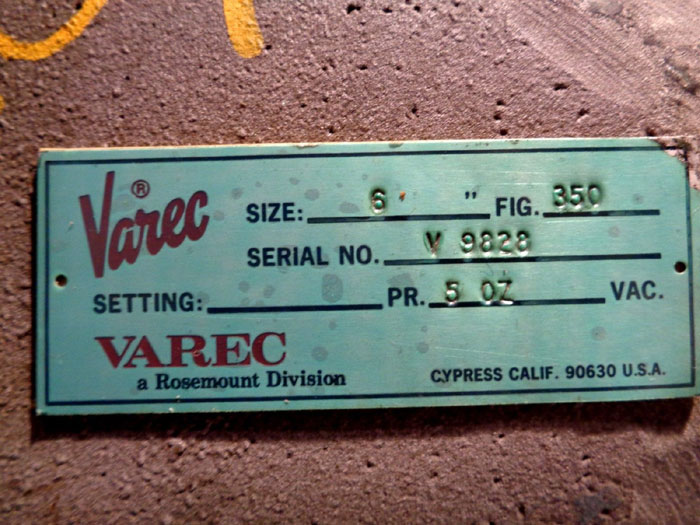 Varec®
SIZE: 6 " FIG. 350
SERIAL NO. V 9828
SETTING: PR. 5 OZ VAC.
VAREC
a Rosemount Division
CYPRESS CALIF. 90630 U.S.A.